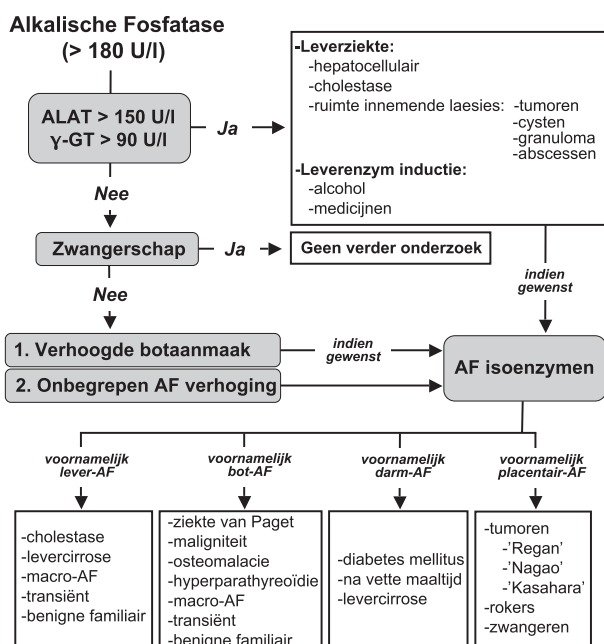 Alkalische Fosfatase
(> 180 U/l)
ALAT > 150 U/l
γ-GT > 90 U/l
Ja
-Leverziekte:
-hepatocellulair
-cholestase
-ruimte innemende laesies: -tumoren
-cysten
-granuloma
-abscessen
-Leverenzym inductie:
-alcohol
-medicijnen
Nee
Zwangerschap
Ja
Geen verder onderzoek
Nee
indien
gewenst
1. Verhoogde botaanmaak
indien
gewenst
2. Onbegrepen AF verhoging
AF isoenzymen
voornamelijk
lever-AF
voornamelijk
bot-AF
voornamelijk
darm-AF
voornamelijk
placentair-AF
-cholestase
-levercirrose
-macro-AF
-transiënt
-benigne familiair
-ziekte van Paget
-maligniteit
-osteomalacie
-hyperparathyreoïdie
-macro-AF
-transiënt
-benigne familiair
-diabetes mellitus
-na vette maaltijd
-levercirrose
-tumoren
-'Regan'
-'Nagao'
-'Kasahara'
-rokers
-zwangeren